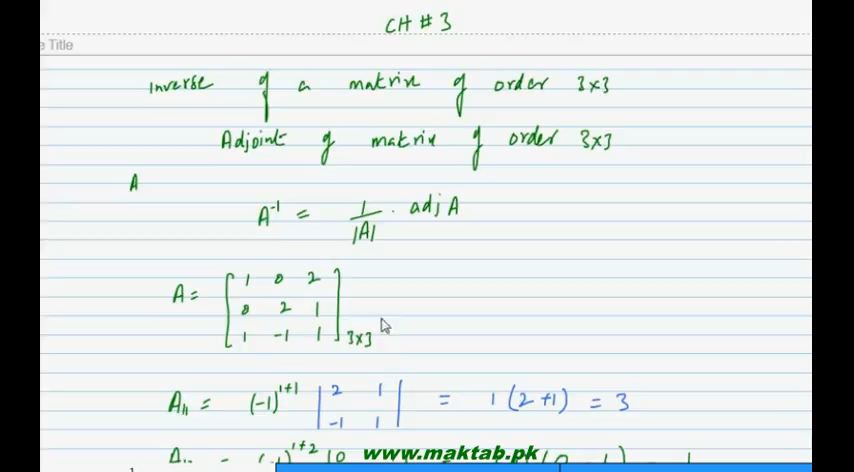 CH # 3
e Title
Inverse of a matrix of order 3x3
Adjoint of matrix of order 3x3
A
A⁻¹ = 1/|A| . adj A
A = [1 0 2
0 2 1
1 -1 1]3x3
A₁₁ = (-1)¹⁺¹ |2 1
-1 1| = 1(2+1) = 3
1+2
www.maktab.pk